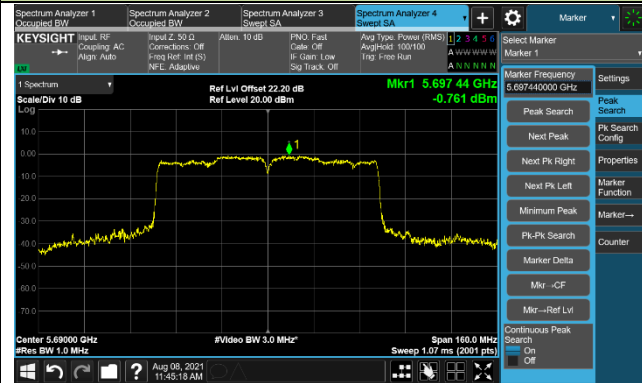 Spectrum Analyzer 1
Occupied BW
Spectrum Analyzer 2
Occupied BW
Spectrum Analyzer 3
Swept SA
Spectrum Analyzer 4
Swept SA
Marker
KEYSIGHT
Input: RF
Coupling: AC
Align: Auto
Input Z: 50 Ω
Corrections: Off
Freq Ref: Int (S)
NFE: Adaptive
Atten: 10 dB
PNO: Fast
Gate: Off
IF Gain: Low
Sig Track: Off
Avg Type: Power (RMS)
Avg|Hold: 100/100
Trig: Free Run
1 2 3 4 5 6
A W W W W W
A N N N N N
LXI
Select Marker
Marker 1
1 Spectrum
Scale/Div 10 dB
Log
Ref Lvl Offset 22.20 dB
Ref Level 20.00 dBm
Mkr1 5.697 44 GHz
-0.761 dBm
1
10.0
0.00
10.0
20.0
30.0
40.0
-50.0
60.0
70.0
Center 5.69000 GHz
#Res BW 1.0 MHz
#Video BW 3.0 MHz*
Span 160.0 MHz
Sweep 1.07 ms (2001 pts)
Marker Frequency
5.697440000 GHz
Peak Search
Next Peak
Next Pk Right
Next Pk Left
Minimum Peak
Pk-Pk Search
Marker Delta
Mkr→CF
Mkr→Ref Lvl
Continuous Peak
Search
On
Off
Settings
Peak
Search
Pk Search
Config
Properties
Marker
Function
Marker→
Counter
Aug 08, 2021
11:45:18 AM